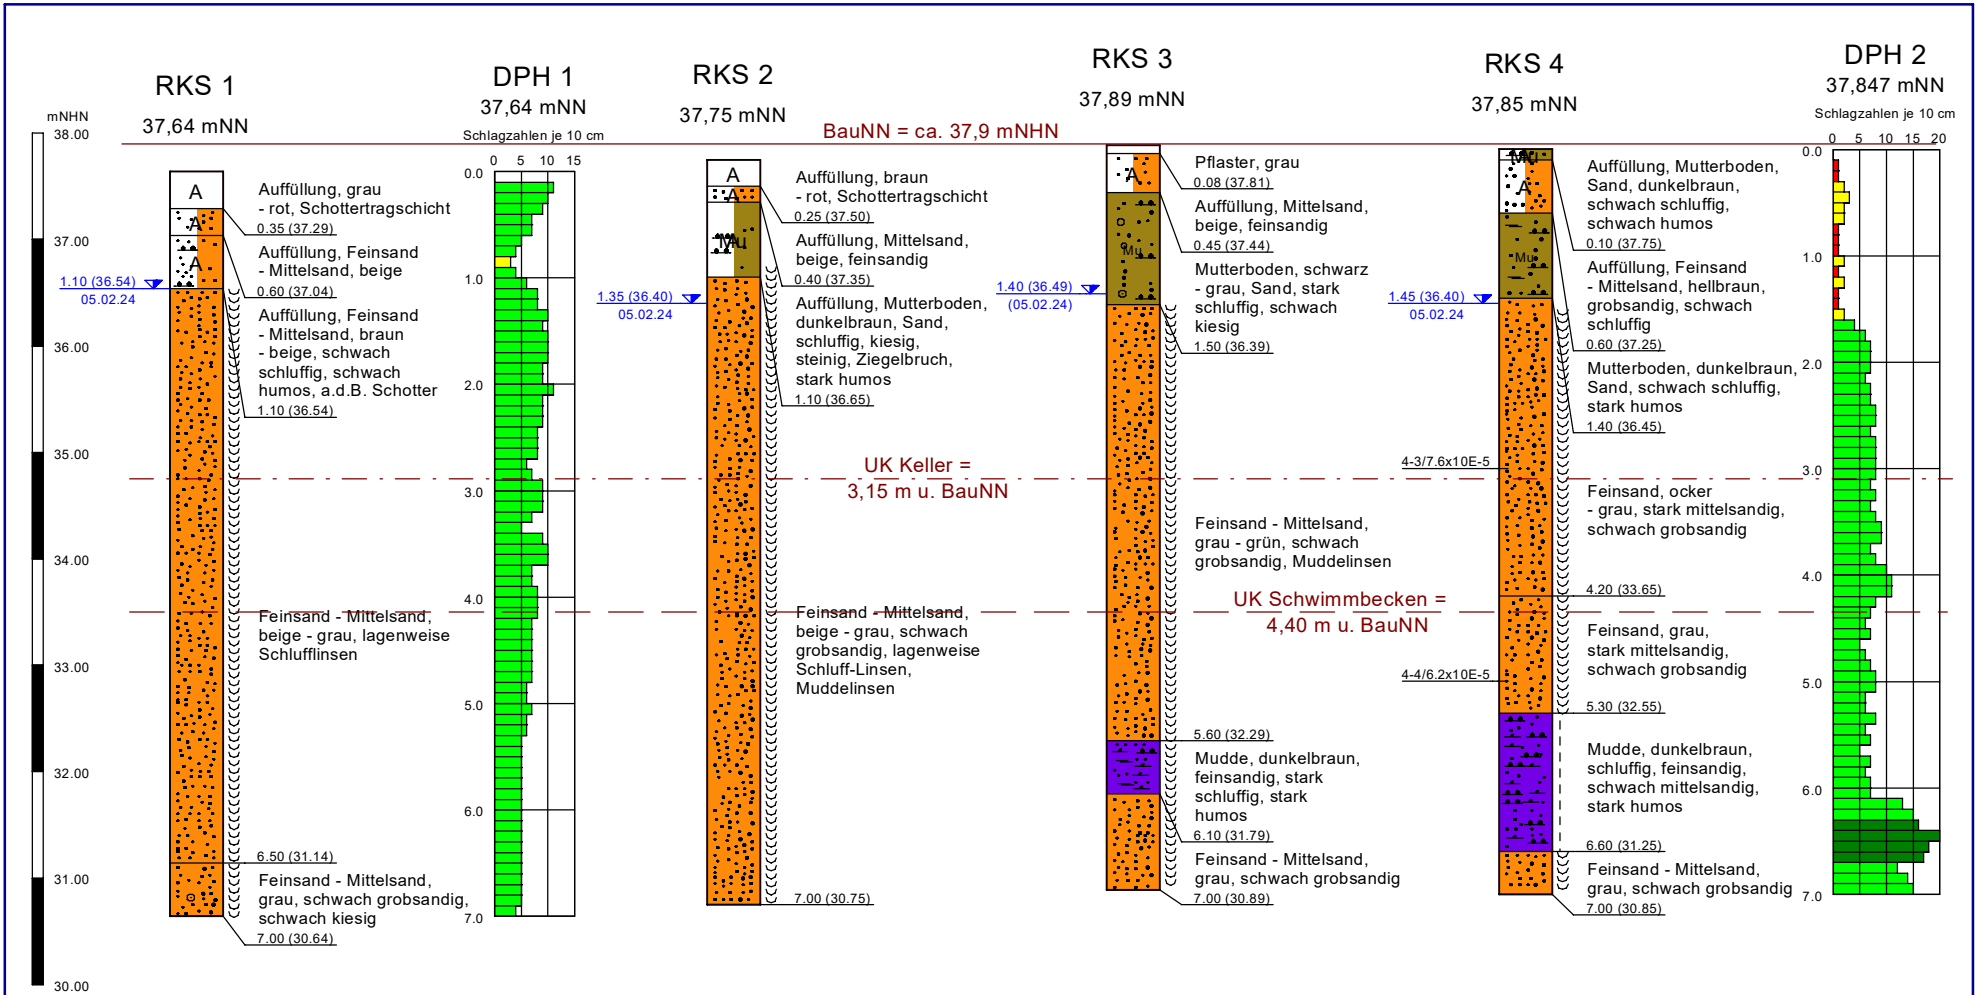 RKS 1
37,64 mNN
DPH 1
37,64 mNN
Schlagzahlen je 10 cm
0 5 10 15
RKS 2
37,75 mNN
RKS 3
37,89 mNN
RKS 4
37,85 mNN
DPH 2
37,847 mNN
Schlagzahlen je 10 cm
0 5 10 15 20
mNHN
38.00
37.00
36.00
35.00
34.00
33.00
32.00
31.00
30.00
BauNN = ca. 37,9 mNHN
UK Keller =
3,15 m u. BauNN
UK Schwimmbecken =
4,40 m u. BauNN
A
A
A
1.10 (36.54)
05.02.24
Auffüllung, grau
- rot, Schottertragschicht
0.35 (37.29)
Auffüllung, Feinsand
- Mittelsand, beige
0.60 (37.04)
Auffüllung, Feinsand
- Mittelsand, braun
- beige, schwach
schluffig, schwach
humos, a.d.B. Schotter
1.10 (36.54)
Feinsand - Mittelsand,
beige - grau, lagenweise
Schlufflinsen
6.50 (31.14)
Feinsand - Mittelsand,
grau, schwach grobsandig,
schwach kiesig
7.00 (30.64)
0.0
1.0
2.0
3.0
4.0
5.0
6.0
7.0
A
A
Mu
1.35 (36.40)
05.02.24
Auffüllung, braun
- rot, Schottertragschicht
0.25 (37.50)
Auffüllung, Mittelsand,
beige, feinsandig
0.40 (37.35)
Auffüllung, Mutterboden,
dunkelbraun, Sand,
schluffig, kiesig,
steinig, Ziegelbruch,
stark humos
1.10 (36.65)
Feinsand - Mittelsand,
beige - grau, schwach
grobsandig, lagenweise
Schluff-Linsen,
Muddelinsen
7.00 (30.75)
A
Mu
1.40 (36.49)
(05.02.24)
Pflaster, grau
0.08 (37.81)
Auffüllung, Mittelsand,
beige, feinsandig
0.45 (37.44)
Mutterboden, schwarz
- grau, Sand, stark
schluffig, schwach
kiesig
1.50 (36.39)
Feinsand - Mittelsand,
grau - grün, schwach
grobsandig, Muddelinsen
5.60 (32.29)
Mudde, dunkelbraun,
feinsandig, stark
schluffig, stark
humos
6.10 (31.79)
Feinsand - Mittelsand,
grau, schwach grobsandig
7.00 (30.89)
Mu
A
Mu
1.45 (36.40)
05.02.24
4-3/7.6x10E-5
4-4/6.2x10E-5
Auffüllung, Mutterboden,
Sand, dunkelbraun,
schwach schluffig,
schwach humos
0.10 (37.75)
Auffüllung, Feinsand
- Mittelsand, hellbraun,
grobsandig, schwach
schluffig
0.60 (37.25)
Mutterboden, dunkelbraun,
Sand, schwach schluffig,
stark humos
1.40 (36.45)
Feinsand, ocker
- grau, stark mittelsandig,
schwach grobsandig
4.20 (33.65)
Feinsand, grau,
stark mittelsandig,
schwach grobsandig
5.30 (32.55)
Mudde, dunkelbraun,
schluffig, feinsandig,
schwach mittelsandig,
stark humos
6.60 (31.25)
Feinsand - Mittelsand,
grau, schwach grobsandig
7.00 (30.85)
0.0
1.0
2.0
3.0
4.0
5.0
6.0
7.0